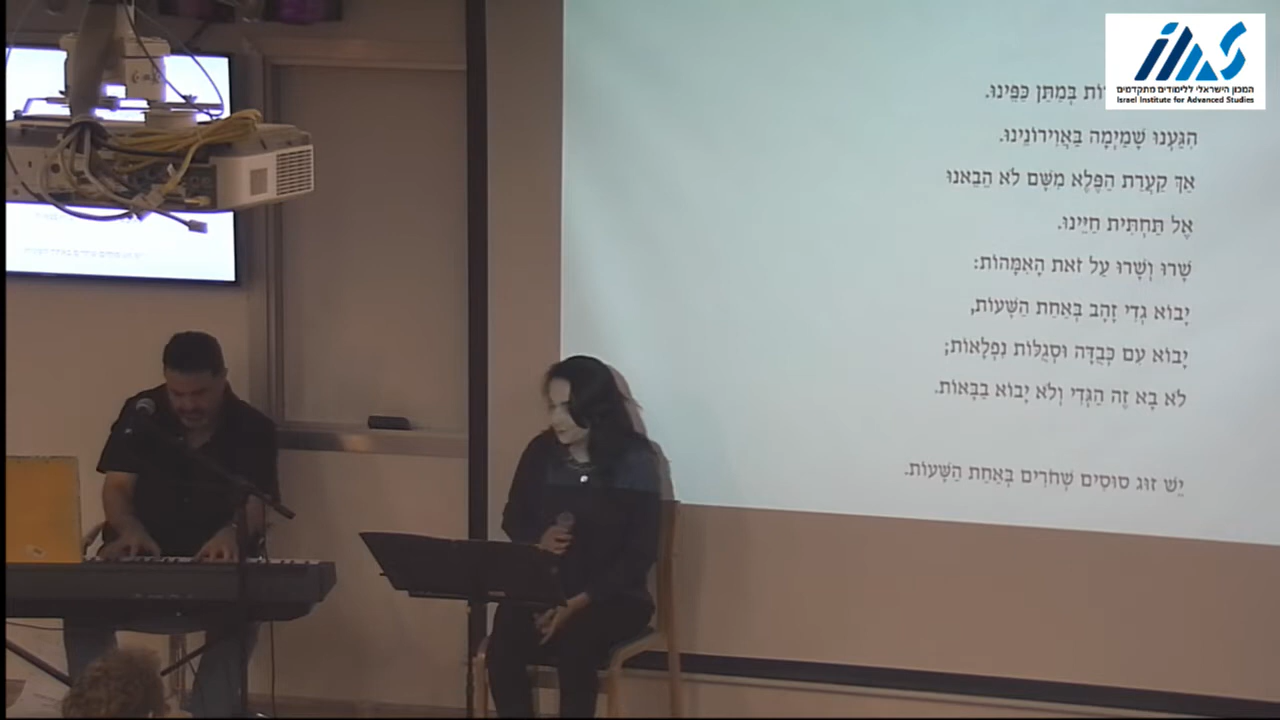 בְּמַתַּן כַּפֵּינוּ.
הִגַּעְנוּ שָׁמַיְמָה בַּאֲוִירוֹנֵינוּ.
אַךְ קַעֲרַת הַפֶּלֶא מִשָּׁם לֹא הֵבֵאנוּ
אֶל תַּחְתִּית חַיֵּינוּ.
שָׁרוּ וְשָׁרוּ עַל זֹאת הָאִמָּהוֹת:
יָבוֹא גְּדִי זָהָב בְּאַחַת הַשָּׁעוֹת,
יָבוֹא עִם כְּבֻדָּה וּסְגֻלּוֹת נִפְלָאוֹת;
לֹא בָּא זֶה הַגְּדִי וְלֹא יָבוֹא בַּבָּאוֹת.
יֵשׁ זוּג סוּסִים שְׁחֹרִים בְּאַחַת הַשָּׁעוֹת.
המכון הישראלי ללימודים מתקדמים
Israel Institute for Advanced Studies